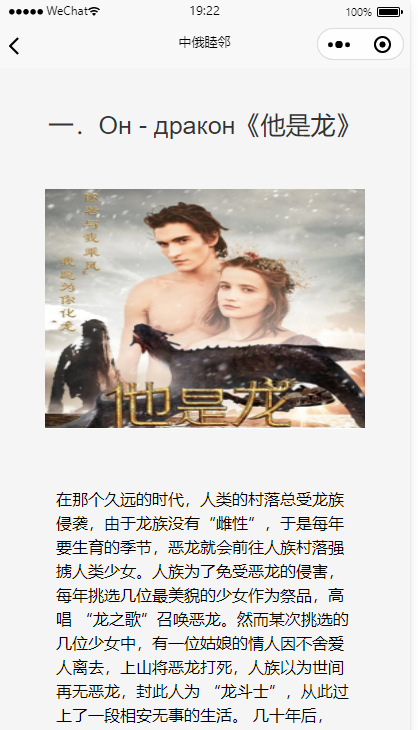 WeChat 19:22 100%
中俄睦邻
一．Он - дракон《他是龙》
你若与我乘风
我愿为你化龙
他是龙
在那个久远的时代，人类的村落总受龙族
侵袭，由于龙族没有“雌性”，于是每年
要生育的季节，恶龙就会前往人族村落强
掳人类少女。人族为了免受恶龙的侵害，
每年挑选几位最美貌的少女作为祭品，高
唱 “龙之歌”召唤恶龙。然而某次挑选的
几位少女中，有一位姑娘的情人因不舍爱
人离去，上山将恶龙打死，人族以为世间
再无恶龙，封此人为 “龙斗士”，从此过
上了一段相安无事的生活。 几十年后，